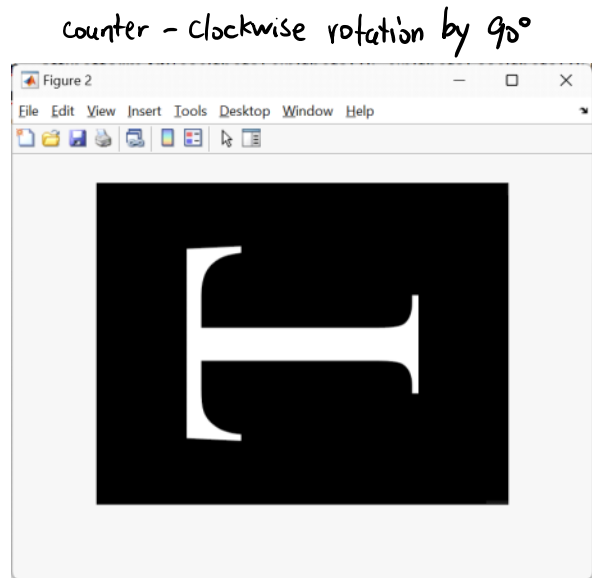 counter - clockwise rotation by 90°
Figure 2
File Edit View Insert Tools Desktop Window Help
T